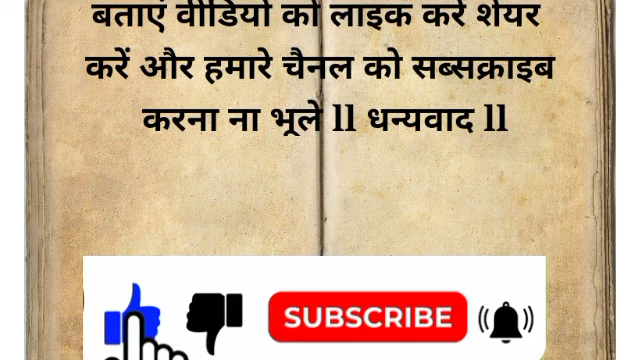 बताएं वीडियो को लाइक करें शेयर
करें और हमारे चैनल को सब्सक्राइब
करना ना भूले ll धन्यवाद ll
SUBSCRIBE